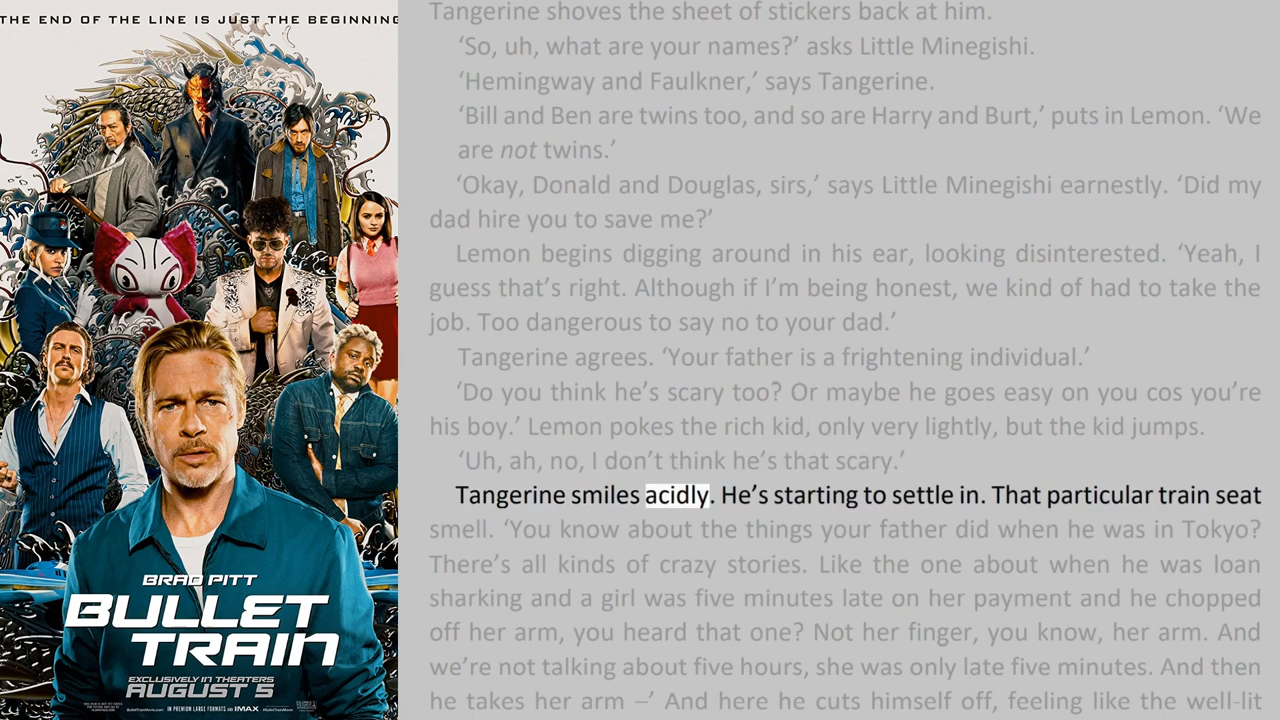 THE END OF THE LINE IS JUST THE BEGINNING
BRAD PITT
BULLET
TRAIN
EXCLUSIVELY IN THEATERS
AUGUST 5
IN PREMIUM LARGE FORMATS AND IMAX
Tangerine shoves the sheet of stickers back at him.
‘So, uh, what are your names?’ asks Little Minegishi.
‘Hemingway and Faulkner,’ says Tangerine.
‘Bill and Ben are twins too, and so are Harry and Burt,’ puts in Lemon. ‘We
are not twins.’
‘Okay, Donald and Douglas, sirs,’ says Little Minegishi earnestly. ‘Did my
dad hire you to save me?’
Lemon begins digging around in his ear, looking disinterested. ‘Yeah, I
guess that’s right. Although if I’m being honest, we kind of had to take the
job. Too dangerous to say no to your dad.’
Tangerine agrees. ‘Your father is a frightening individual.’
‘Do you think he’s scary too? Or maybe he goes easy on you cos you’re
his boy.’ Lemon pokes the rich kid, only very lightly, but the kid jumps.
‘Uh, ah, no, I don’t think he’s that scary.’
Tangerine smiles acidly. He’s starting to settle in. That particular train seat
smell. ‘You know about the things your father did when he was in Tokyo?
There’s all kinds of crazy stories. Like the one about when he was loan
sharking and a girl was five minutes late on her payment and he chopped
off her arm, you heard that one? Not her finger, you know, her arm. And
we’re not talking about five hours, she was only late five minutes. And then
he takes her arm –’ And here he cuts himself off, feeling like the well-lit